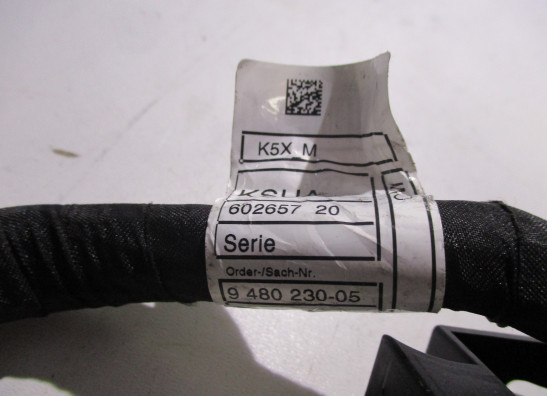 K5X M
602657 20
Serie
Order-/Sach-Nr.
9 480 230-05